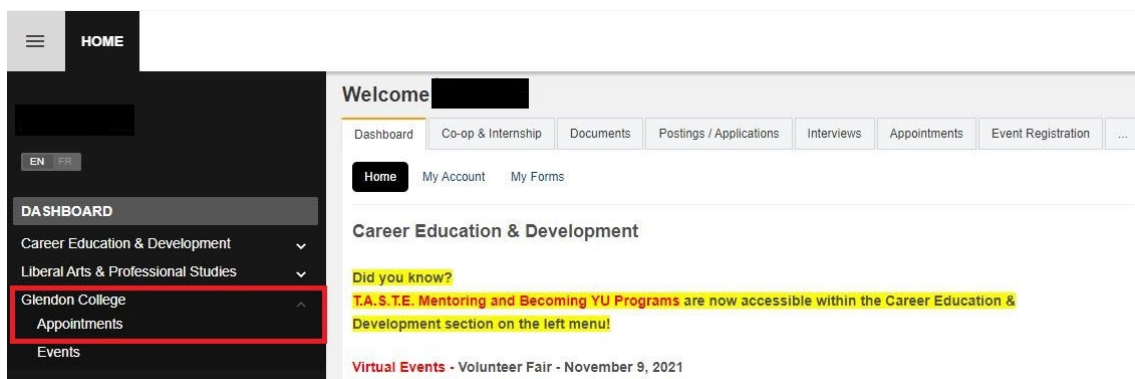 HOME
EN FR
DASHBOARD
Career Education & Development
Liberal Arts & Professional Studies
Glendon College
Appointments
Events
Welcome
Dashboard Co-op & Internship Documents Postings / Applications Interviews Appointments Event Registration ...
Home My Account My Forms
Career Education & Development
Did you know?
T.A.S.T.E. Mentoring and Becoming YU Programs are now accessible within the Career Education &
Development section on the left menu!
Virtual Events - Volunteer Fair - November 9, 2021